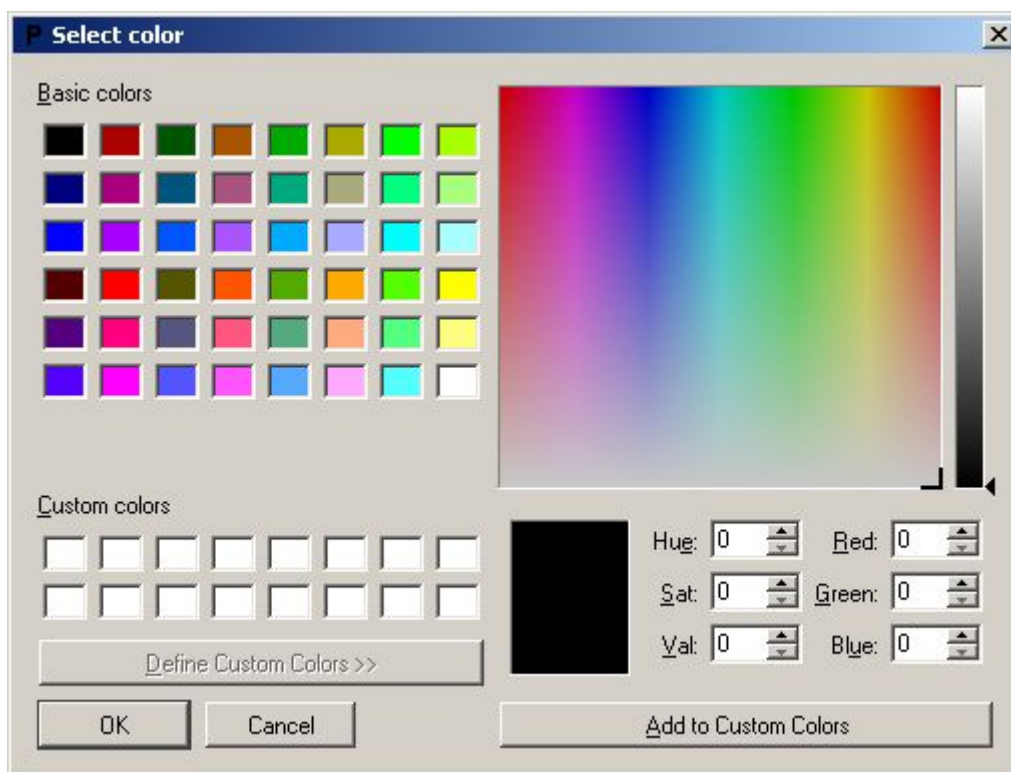 P Select color
Basic colors
Custom colors
Hue: 0 Red: 0
Sat: 0 Green: 0
Val: 0 Blue: 0
Define Custom Colors >>
OK Cancel Add to Custom Colors